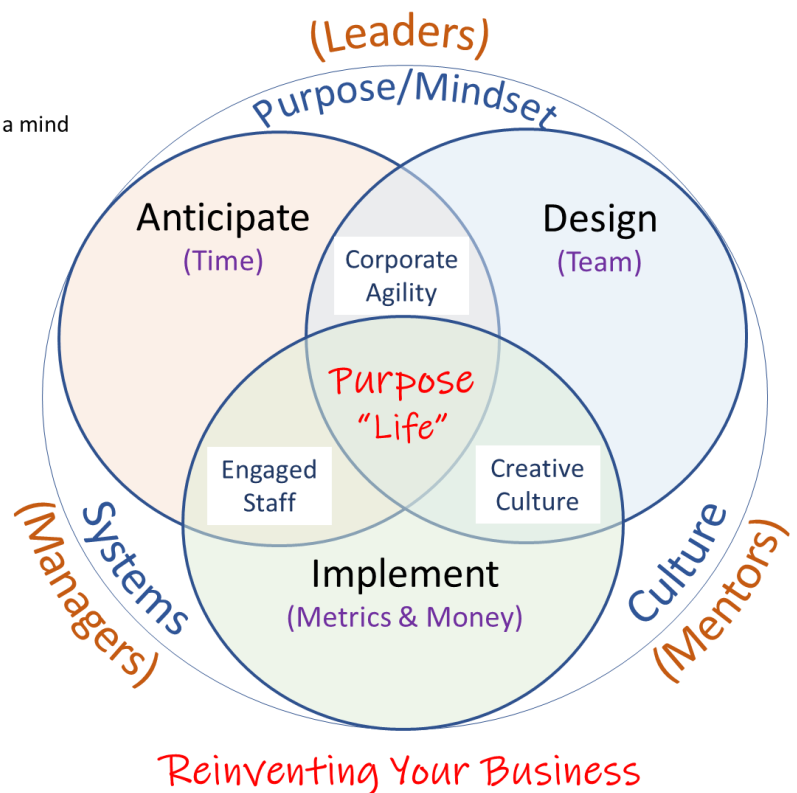 (Leaders)
Purpose/Mindset
a mind
Anticipate
(Time)
Design
(Team)
Corporate
Agility
Purpose
“Life”
Engaged
Staff
Creative
Culture
Systems
(Managers)
Culture
(Mentors)
Implement
(Metrics & Money)
Reinventing Your Business